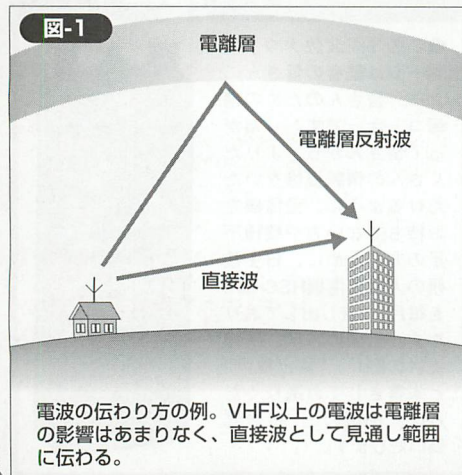 図-1
電離層
電離層反射波
直接波
電波の伝わり方の例。VHF以上の電波は電離層
の影響はあまりなく、直接波として見通し範囲
に伝わる。